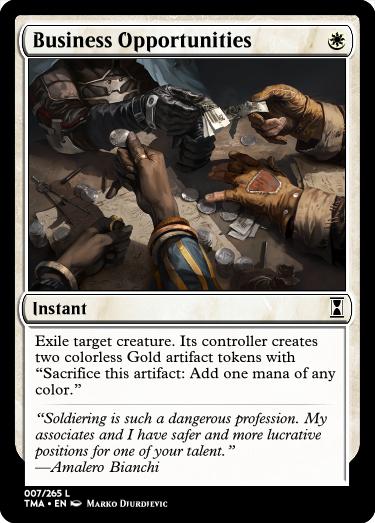 Business Opportunities
Instant
Exile target creature. Its controller creates
two colorless Gold artifact tokens with
“Sacrifice this artifact: Add one mana of any
color.”
“Soldiering is such a dangerous profession. My
associates and I have safer and more lucrative
positions for one of your talent.”
—Amalero Bianchi
007/265 L
TMA • EN Marko Djurdjevic